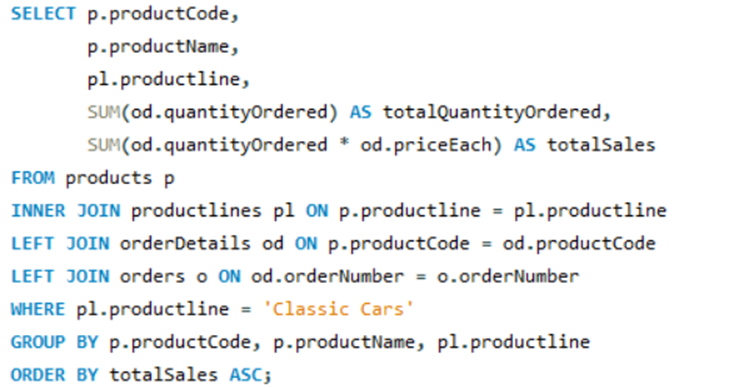 SELECT p.productCode,
p.productName,
pl.productline,
SUM(od.quantityOrdered) AS totalQuantityOrdered,
SUM(od.quantityOrdered * od.priceEach) AS totalSales
FROM products p
INNER JOIN productlines pl ON p.productline = pl.productline
LEFT JOIN orderDetails od ON p.productCode = od.productCode
LEFT JOIN orders o ON od.orderNumber = o.orderNumber
WHERE pl.productline = 'Classic Cars'
GROUP BY p.productCode, p.productName, pl.productline
ORDER BY totalSales ASC;